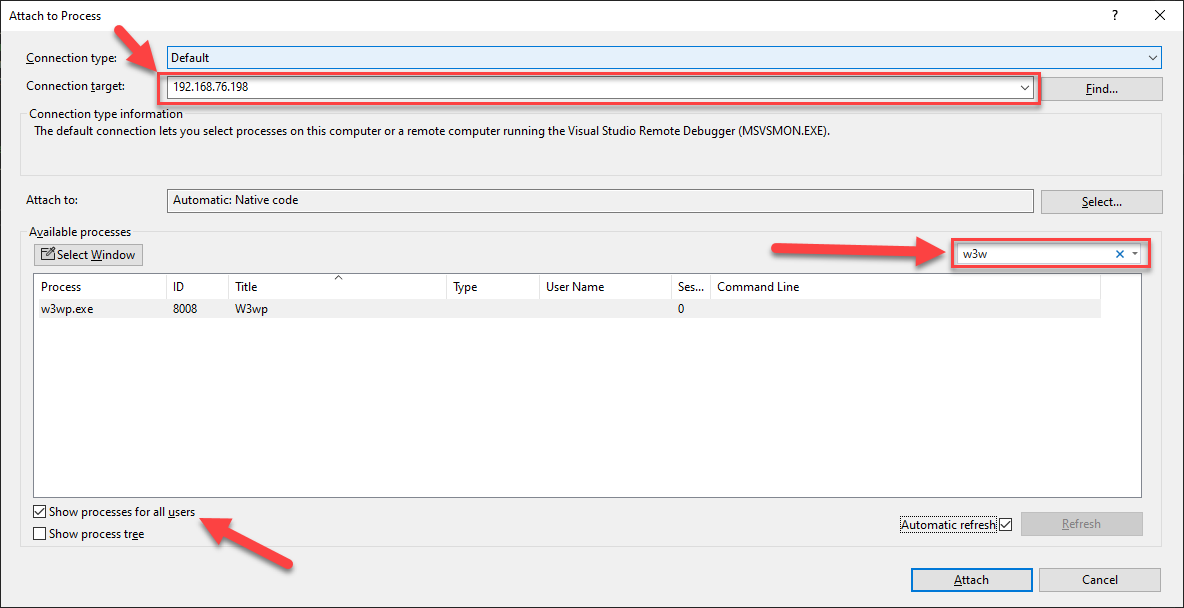 Attach to Process
?
Connection type:
Default
Connection target:
192.168.76.198
Find...
Connection type information
The default connection lets you select processes on this computer or a remote computer running the Visual Studio Remote Debugger (MSVSMON.EXE).
Attach to:
Automatic: Native code
Select...
Available processes
Select Window
w3w
Process ID Title Type User Name Ses... Command Line
w3wp.exe 8008 W3wp 0
Show processes for all users
Show process tree
Automatic refresh
Refresh
Attach
Cancel